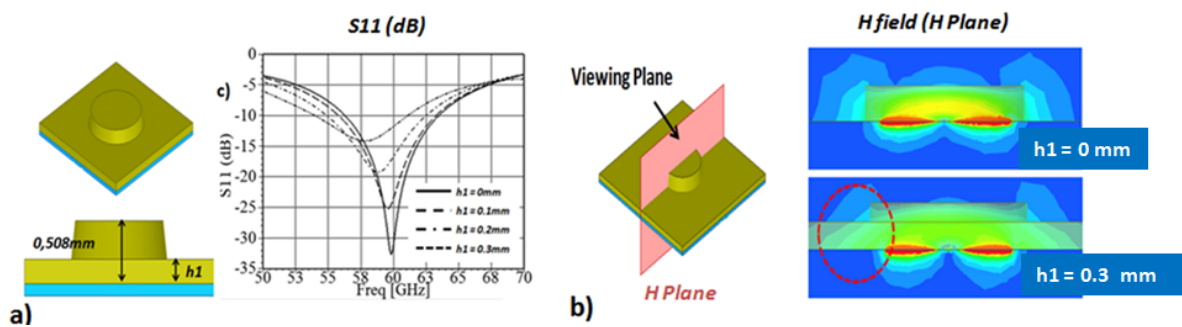 a)
0,508mm
h1
S11 (dB)
c)
S11 (dB)
0
-5
-10
-15
-20
-25
-30
-35
h1 = 0mm
h1 = 0.1mm
h1 = 0.2mm
h1 = 0.3mm
50 53 55 58 60 63 65 68 70
Freq [GHz]
b)
Viewing Plane
H Plane
H field (H Plane)
h1 = 0 mm
h1 = 0.3 mm